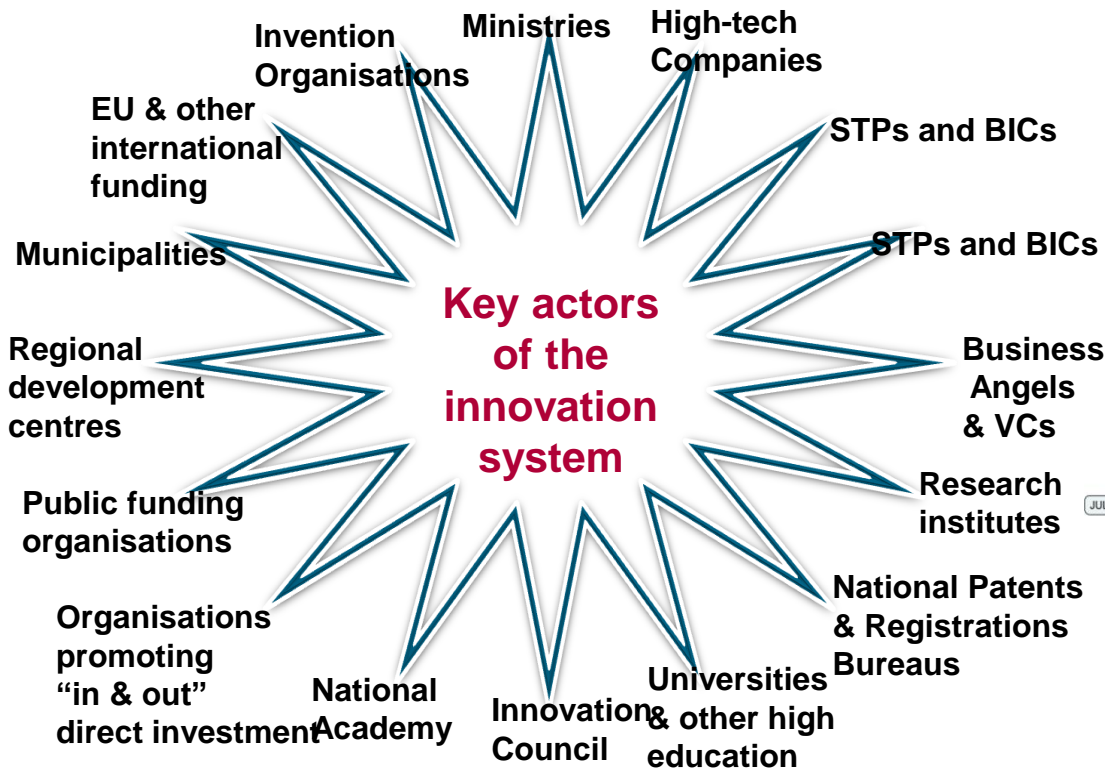 Invention
Organisations
Ministries
High-tech
Companies
STPs and BICs
STPs and BICs
Business
Angels
& VCs
Research
institutes
JUL
National Patents
& Registrations
Bureaus
Universities
& other high
education
Innovation
Council
National
Academy
Organisations
promoting
“in & out”
direct investment
Public funding
organisations
Regional
development
centres
Municipalities
EU & other
international
funding
Key actors
of the
innovation
system